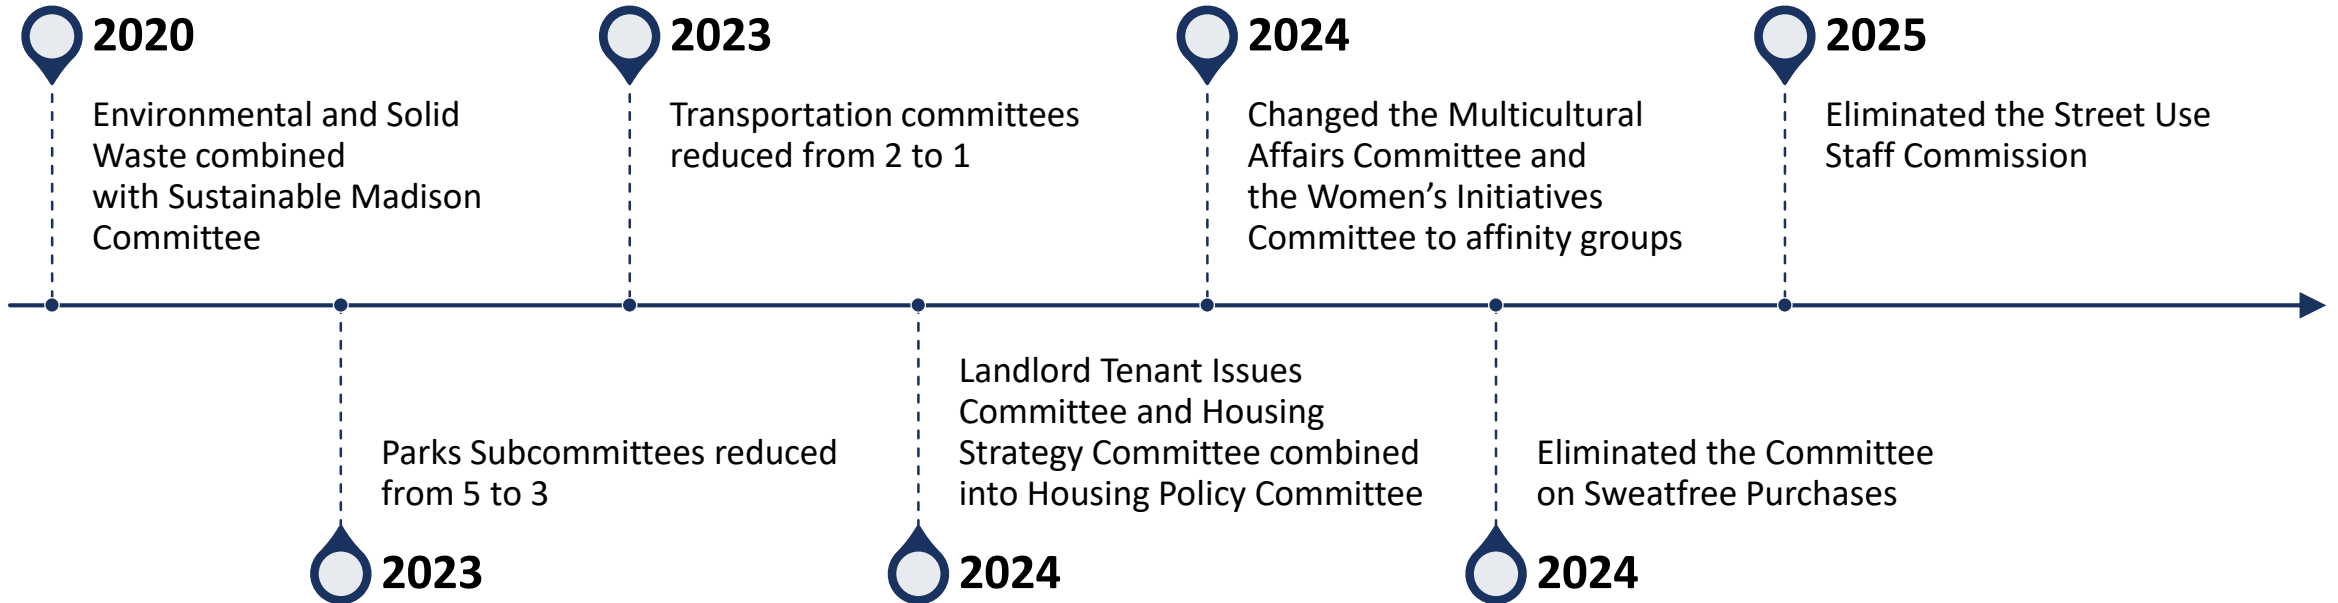 2020
Environmental and Solid
Waste combined
with Sustainable Madison
Committee
2023
Parks Subcommittees reduced
from 5 to 3
2023
Transportation committees
reduced from 2 to 1
2024
Landlord Tenant Issues
Committee and Housing
Strategy Committee combined
into Housing Policy Committee
2024
Changed the Multicultural
Affairs Committee and
the Women’s Initiatives
Committee to affinity groups
2024
Eliminated the Committee
on Sweatfree Purchases
2025
Eliminated the Street Use
Staff Commission